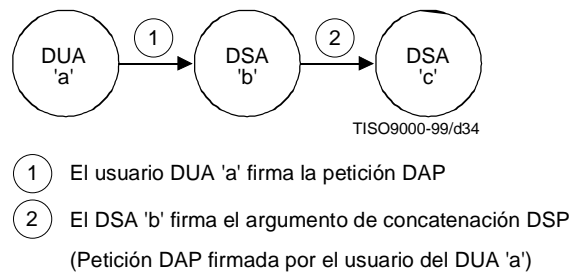 1
2
DUA
'a'
DSA
'b'
DSA
'c'
TISO9000-99/d34
1 El usuario DUA 'a' firma la petición DAP
2 El DSA 'b' firma el argumento de concatenación DSP
(Petición DAP firmada por el usuario del DUA 'a')